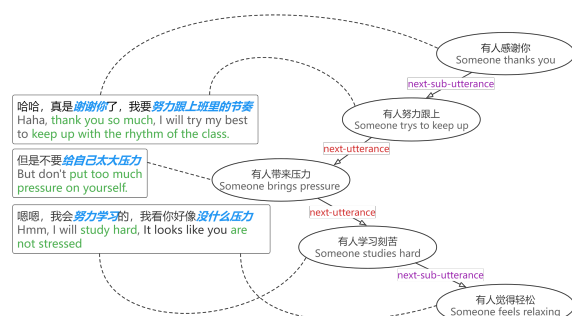 有人感谢你
Someone thanks you
next-sub-utterance
哈哈，真是谢谢你了，我要努力跟上班里的节奏
Haha, thank you so much, I will try my best
to keep up with the rhythm of the class.
有人努力跟上
Someone trys to keep up
next-utterance
但是不要给自己太大压力
But don't put too much
pressure on yourself.
有人带来压力
Someone brings pressure
next-utterance
嗯嗯，我会努力学习的，我看你好像没什么压力
Hmm, I will study hard, It looks like you are
not stressed
有人学习刻苦
Someone studies hard
next-sub-utterance
有人觉得轻松
Someone feels relaxing